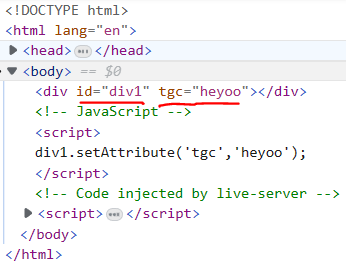 <!DOCTYPE html>
<html lang="en">
<head> ... </head>
<body> == $0
<div id="div1" tgc="heyoo"></div>
<!-- JavaScript -->
<script>
div1.setAttribute('tgc','heyoo');
</script>
<!-- Code injected by live-server -->
<script> ... </script>
</body>
</html>